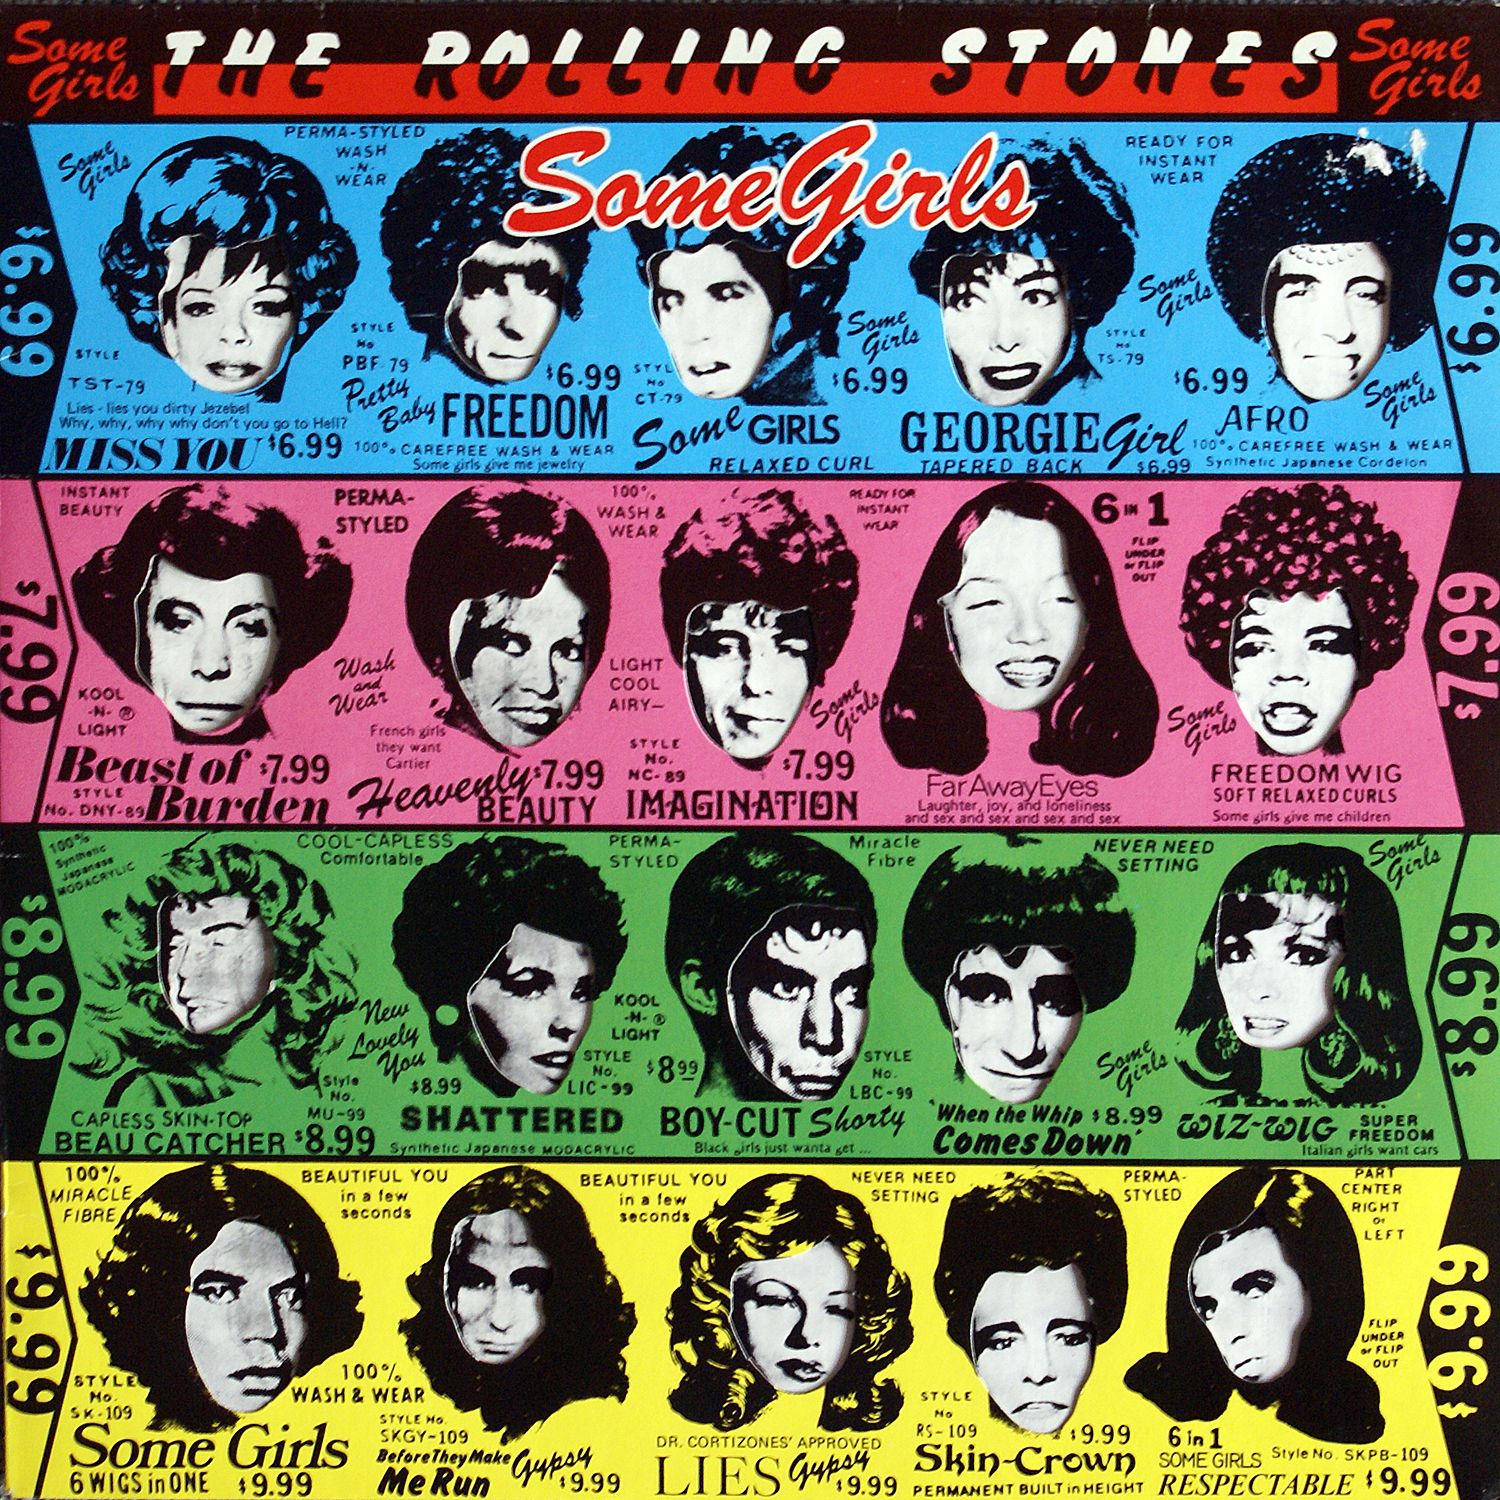 Some Girls
THE ROLLING STONES
Some Girls
Some Girls
Some Girls
PERMA-STYLED
WASH
-N-
WEAR
READY FOR
INSTANT
WEAR
6.99$
$6.99
STYLE
TST-79
Lies - lies you dirty Jezebel
Why, why, why why don't you go to Hell?
MISS YOU $6.99
STYLE
No
PBF-79
Pretty
Baby FREEDOM
$6.99
100% CAREFREE WASH & WEAR
Some girls give me jewelry
STYL
No
CT-79
Some
Girls
$6.99
Some GIRLS
RELAXED CURL
STYLE
No
TS-79
GEORGIE Girl
TAPERED BACK $6.99
Some
Girls
$6.99
AFRO
Some
Girls
100% CAREFREE WASH & WEAR
Synthetic Japanese Cordelon
7.99$
7.99$
INSTANT
BEAUTY
PERMA-
STYLED
100%
WASH &
WEAR
READY FOR
INSTANT
WEAR
6 IN 1
FLIP
UNDER
or FLIP
OUT
KOOL
-N- ®
LIGHT
Wash
and
Wear
Beast of $7.99
STYLE
No. DNY-89 Burden
French girls
they want
Cartier
Heavenly $7.99
BEAUTY
LIGHT
COOL
AIRY—
STYLE
No.
NC-89
Some
Girls
$7.99
IMAGINATION
Far Away Eyes
Laughter, joy, and loneliness
and sex and sex and sex and sex
Some
Girls
FREEDOM WIG
SOFT RELAXED CURLS
Some girls give me children
8.99$
8.99$
100%
Synthetic
Japanese
MODACRYLIC
COOL-CAPLESS
Comfortable
PERMA-
STYLED
Miracle
Fibre
NEVER NEED
SETTING
Some
Girls
New
Lovely
You
Style
No.
MU-99
CAPLESS SKIN-TOP
BEAU CATCHER $8.99
$8.99
STYLE
No.
LIC-99
SHATTERED
Synthetic Japanese MODACRYLIC
KOOL
-N- ®
LIGHT
$8.99
STYLE
No.
LBC-99
BOY-CUT Shorty
Black girls just wanta get ...
Some
Girls
'When the Whip $8.99
Comes Down'
WIZ-WIG SUPER
FREEDOM
Italian girls want cars
9.99$
9.99$
100%
MIRACLE
FIBRE
BEAUTIFUL YOU
in a few
seconds
BEAUTIFUL YOU
in a few
seconds
NEVER NEED
SETTING
PERMA-
STYLED
PART
CENTER
RIGHT
Or
LEFT
STYLE
No.
SK-109
Some Girls
6 WIGS in ONE $9.99
100%
WASH & WEAR
STYLE No.
SKGY-109
Before They Make
Me Run Gypsy
$9.99
DR. CORTIZONES' APPROVED
LIES Gypsy
$9.99
STYLE
No
RS-109
$9.99
Skin-Crown
PERMANENT BUILT in HEIGHT
FLIP
UNDER
or FLIP
OUT
6 in 1
SOME GIRLS Style No. SKPB-109
RESPECTABLE $9.99